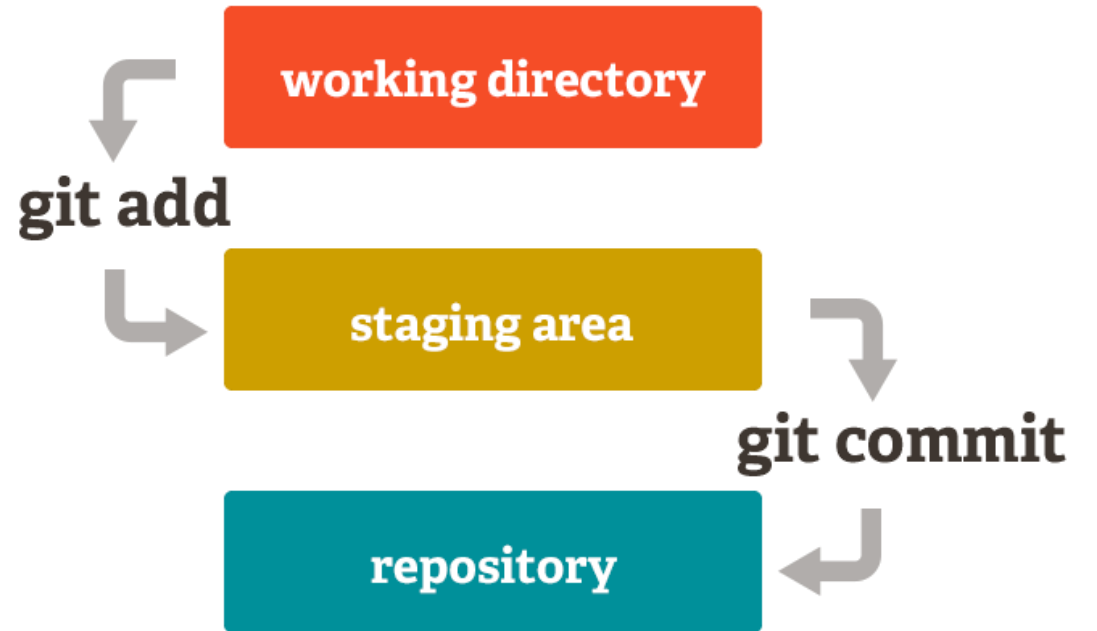 working directory
git add
staging area
git commit
repository